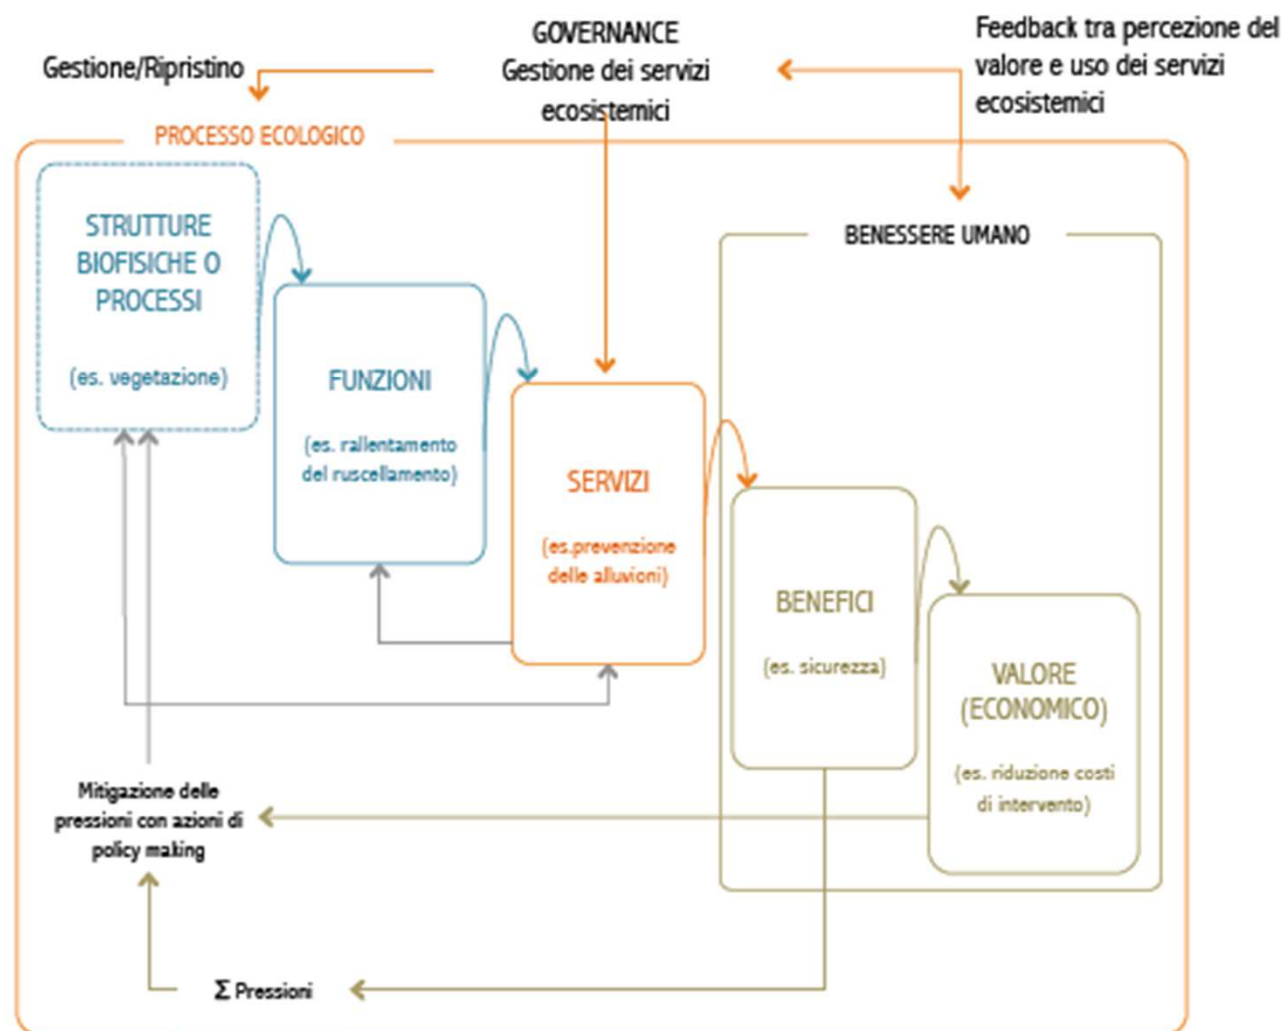 GOVERNANCE
Gestione dei servizi
ecosistemici
Gestione/Ripristino
Feedback tra percezione del
valore e uso dei servizi
ecosistemici
PROCESSO ECOLOGICO
STRUTTURE
BIOFISICHE O
PROCESSI
(es. vegetazione)
FUNZIONI
(es. rallentamento
del ruscellamento)
SERVIZI
(es.prevenzione
delle alluvioni)
BENESSERE UMANO
BENEFICI
(es. sicurezza)
VALORE
(ECONOMICO)
(es. riduzione costi
di intervento)
Mitigazione delle
pressioni con azioni di
policy making
Σ Pressioni